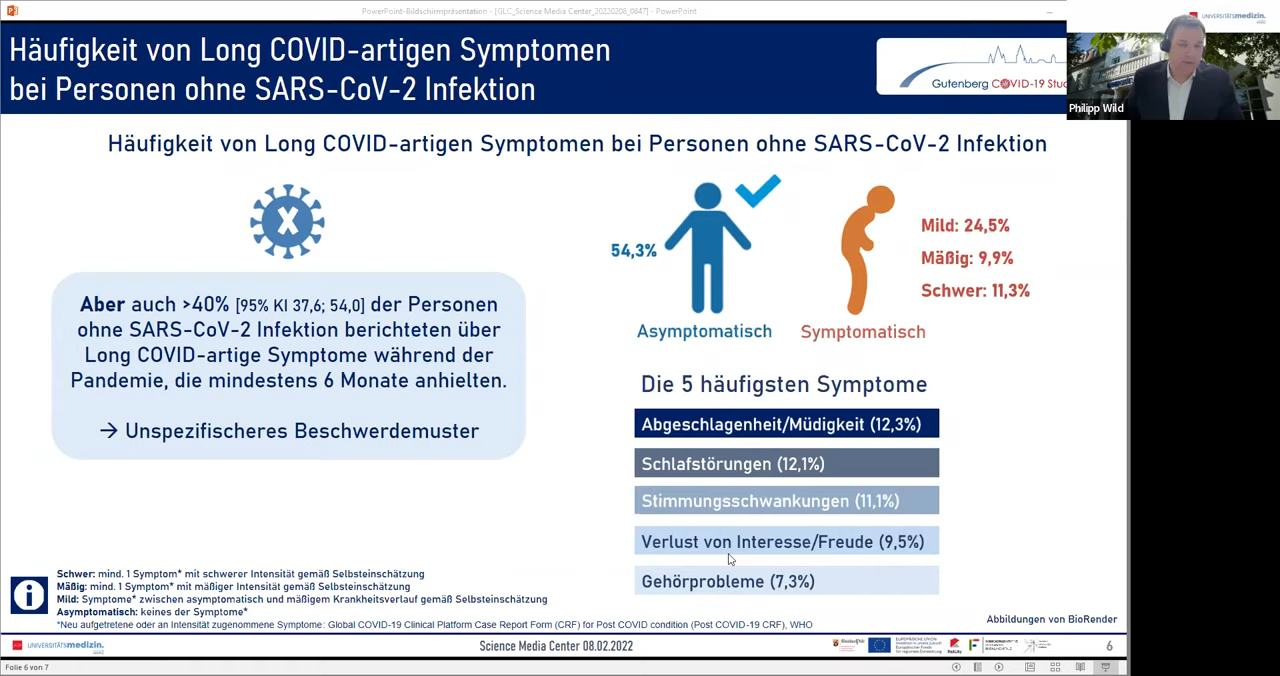 PowerPoint-Bildschirmpräsentation - [GLC_Science Media Center_20220208_0847] - PowerPoint
Häufigkeit von Long COVID-artigen Symptomen
bei Personen ohne SARS-CoV-2 Infektion
Gutenberg COVID-19
UNIVERSITÄTSmedizin.
Philipp Wild
Häufigkeit von Long COVID-artigen Symptomen bei Personen ohne SARS-CoV-2 Infektion
X
Aber auch >40% [95% KI 37,6; 54,0] der Personen
ohne SARS-CoV-2 Infektion berichteten über
Long COVID-artige Symptome während der
Pandemie, die mindestens 6 Monate anhielten.
→ Unspezifischeres Beschwerdemuster
54,3%
Asymptomatisch
Mild: 24,5%
Mäßig: 9,9%
Schwer: 11,3%
Symptomatisch
Die 5 häufigsten Symptome
Abgeschlagenheit/Müdigkeit (12,3%)
Schlafstörungen (12,1%)
Stimmungsschwankungen (11,1%)
Verlust von Interesse/Freude (9,5%)
Gehörprobleme (7,3%)
Schwer: mind. 1 Symptom* mit schwerer Intensität gemäß Selbsteinschätzung
Mäßig: mind. 1 Symptom* mit mäßiger Intensität gemäß Selbsteinschätzung
Mild: Symptome* zwischen asymptomatisch und mäßigem Krankheitsverlauf gemäß Selbsteinschätzung
Asymptomatisch: keines der Symptome*
*Neu aufgetretene oder an Intensität zugenommene Symptome: Global COVID-19 Clinical Platform Case Report Form (CRF) for Post COVID condition (Post COVID-19 CRF), WHO
Abbildungen von BioRender
UNIVERSITÄTSmedizin.
Science Media Center 08.02.2022
6
Folie 6 von 7